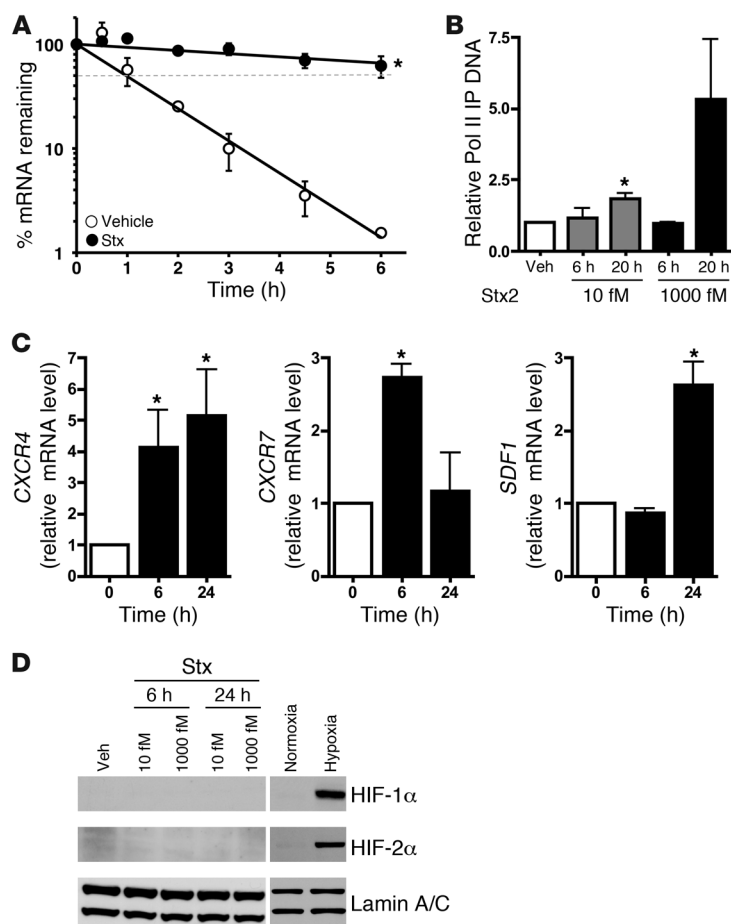 A
% mRNA remaining
100
10
1
*
Vehicle
Stx
0 1 2 3 4 5 6
Time (h)
B
Relative Pol II IP DNA
7.5
5.0
2.5
0.0
*
Veh 6 h 20 h 6 h 20 h
Stx2 10 fM 1000 fM
C
CXCR4
(relative mRNA level)
7
6
5
4
3
2
1
0
* *
0 6 24
Time (h)
CXCR7
(relative mRNA level)
3
2
1
0
*
0 6 24
Time (h)
SDF1
(relative mRNA level)
3
2
1
0
*
0 6 24
Time (h)
D
Stx
6 h 24 h
Veh 10 fM 1000 fM 10 fM 1000 fM Normoxia Hypoxia
HIF-1α
HIF-2α
Lamin A/C